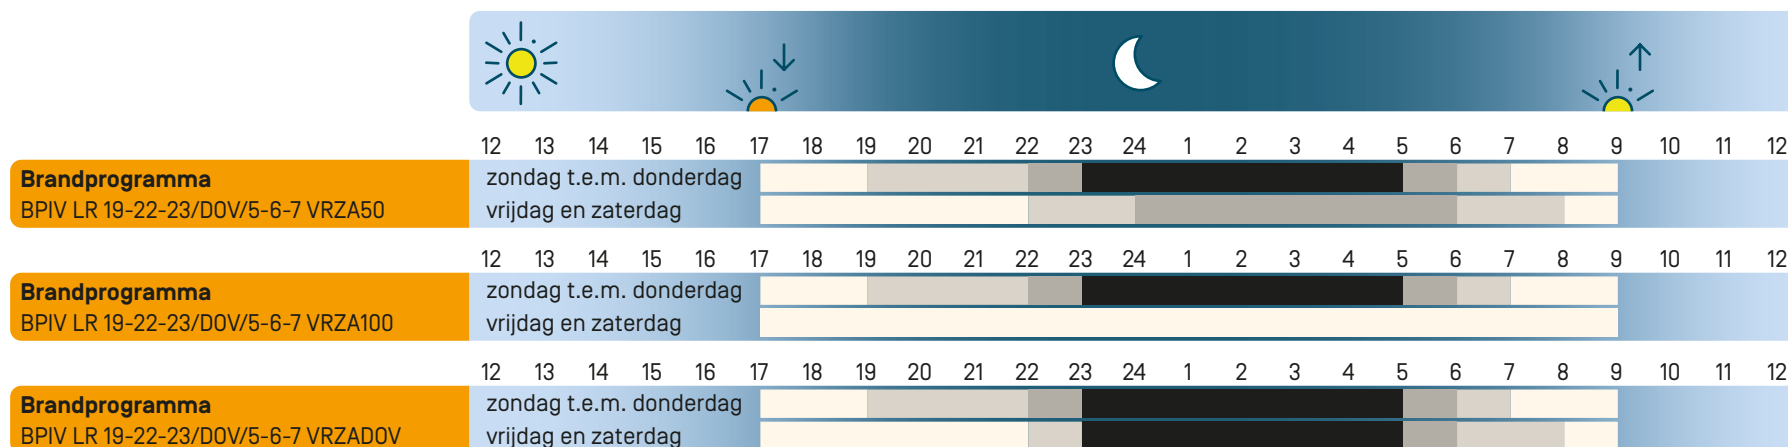 12 13 14 15 16 17 18 19 20 21 22 23 24 1 2 3 4 5 6 7 8 9 10 11 12
Brandprogramma zondag t.e.m. donderdag
BPIV LR 19-22-23/DOV/5-6-7 VRZA50 vrijdag en zaterdag
12 13 14 15 16 17 18 19 20 21 22 23 24 1 2 3 4 5 6 7 8 9 10 11 12
Brandprogramma zondag t.e.m. donderdag
BPIV LR 19-22-23/DOV/5-6-7 VRZA100 vrijdag en zaterdag
12 13 14 15 16 17 18 19 20 21 22 23 24 1 2 3 4 5 6 7 8 9 10 11 12
Brandprogramma zondag t.e.m. donderdag
BPIV LR 19-22-23/DOV/5-6-7 VRZADOV vrijdag en zaterdag